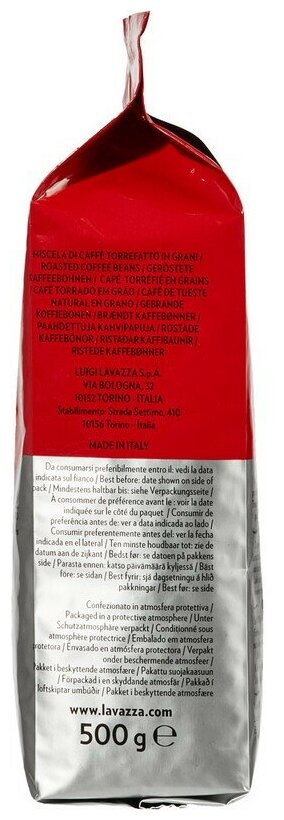 MISCELA DI CAFFÈ TORREFATTO IN GRANI /
ROASTED COFFEE BEANS / GERÖSTETE
KAFFEEBOHNEN / CAFÉ TORRÉFIÉ EN GRAINS
CAFÉ TORRADO EM GRÃO / CAFÉ DE TUESTE
NATURAL EN GRANO / GEBRANDE
KOFFIEBONEN / BRÆNDT KAFFEBØNNER /
PAAHDETTUJA KAHVIPAPUJA / ROSTADE
KAFFEBÖNOR / RISTAÐAR KAFFIBAUNIR /
RISTEDE KAFFEBØNNER
LUIGI LAVAZZA S.p.A.
VIA BOLOGNA, 32
10152 TORINO - ITALIA
Stabilimento: Strada Settimo, 410
10156 Torino - Italia
MADE IN ITALY
Da consumarsi preferibilmente entro il: vedi la data
indicata sul fianco / Best before: date shown on side of
pack / Mindestens haltbar bis: siehe Verpackungsseite /
À consommer de préférence avant le : voir la date
indiquée sur le côté du paquet / Consumir de
preferência antes de: ver a data indicada ao lado /
Consumir preferentemente antes del: ver la fecha
indicada en el lateral / Ten minste houdbaar tot: zie de
datum aan de zijkant / Bedst før: se datoen på pakkens
side / Parasta ennen: katso päivämäärä kyljessä / Bäst
före: se sidan / Best fyrir: sjá dagsetningu á hlið
pakkningar / Best før: se side
Confezionato in atmosfera protettiva /
Packaged in a protective atmosphere / Unter
Schutzatmosphäre verpackt / Conditionné sous
atmosphère protectrice / Embalado em atmosfera
protetora / Envasado en atmósfera protectora / Verpakt
onder beschermende atmosfeer /
Pakket i beskyttende atmosfære / Pakattu suojakaasuun
/ Förpackad i en skyddande atmosfär / Pakkað í
loftskiptar umbúðir / Pakket i beskyttende atmosfære
www.lavazza.com
500 g ℮